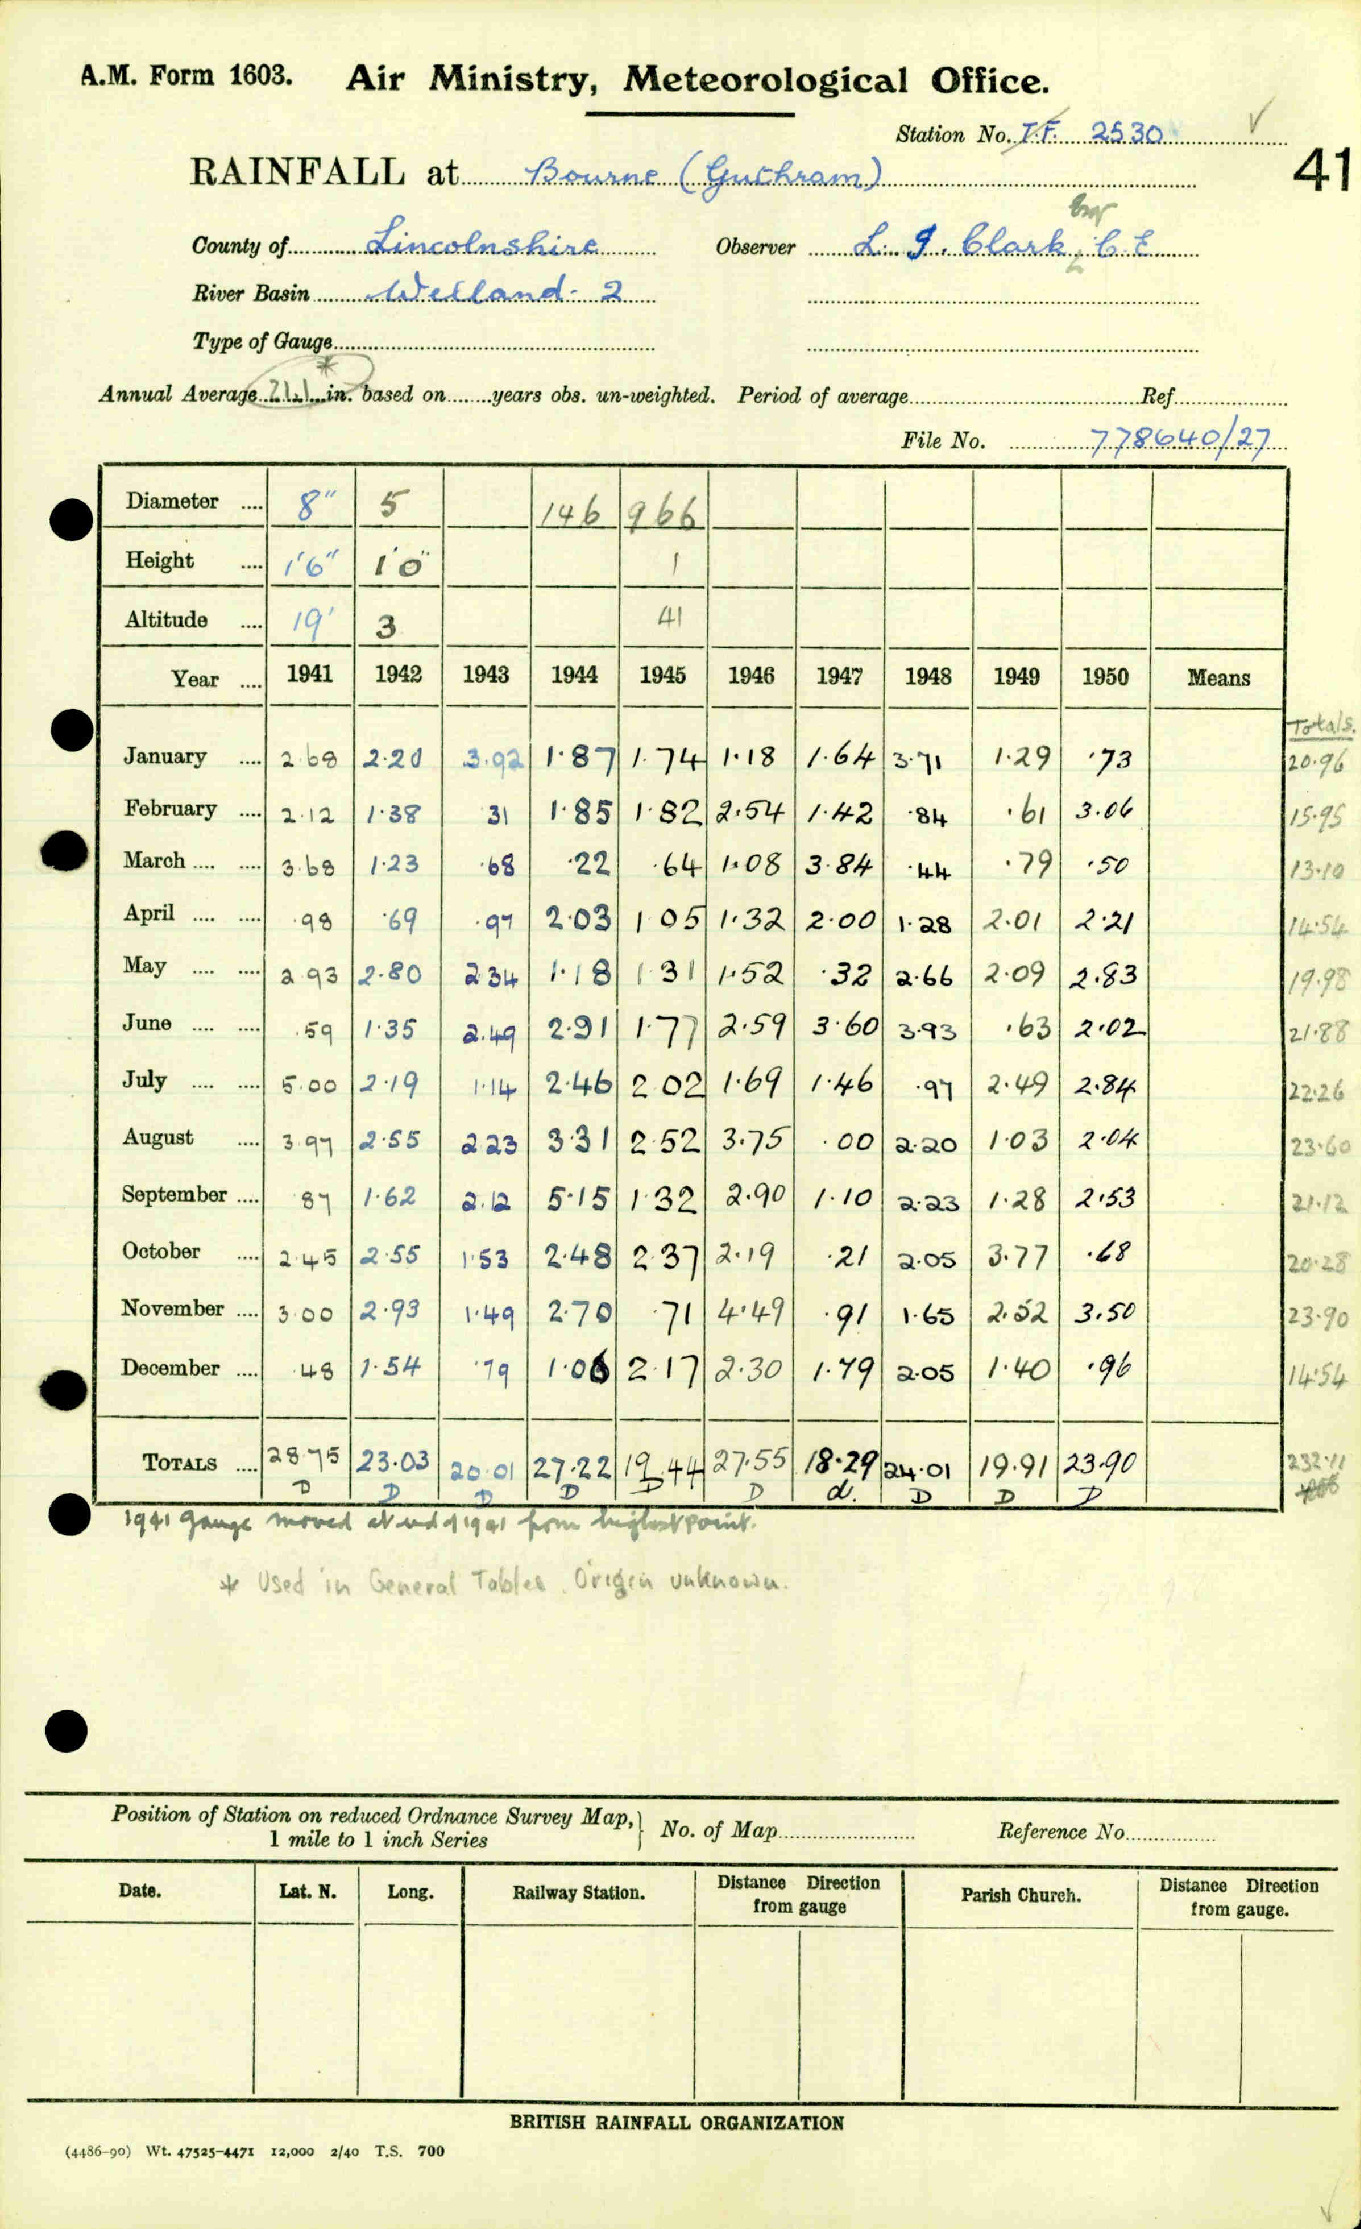 A.M. Form 1603. Air Ministry, Meteorological Office.
Station No. T.F. 2530 ✓
41
RAINFALL at Bourne (Guthram)
County of Lincolnshire Observer L. J. Clark, C.E
River Basin Welland - 2
Type of Gauge
*
Annual Average in. based on years obs. un-weighted. Period of average Ref
File No. 778640/27
Diameter .... 8" 5 146 966
Height .... 1'6" 1'0" 1
Altitude .... 19' 3 41
Year .... 1941 1942 1943 1944 1945 1946 1947 1948 1949 1950 Means
Totals.
January .... 2.68 2.20 3.92 1.87 1.74 1.18 1.64 3.71 1.29 .73 20.96
February .... 2.12 1.38 31 1.85 1.82 2.54 1.42 .84 .61 3.06 15.95
March .... .... 3.68 1.23 .68 .22 .64 1.08 3.84 .44 .79 .50 13.10
April .... .... .98 .69 .97 2.03 1 05 1.32 2.00 1.28 2.01 2.21 14.54
May .... .... 2 93 2.80 2 34 1.18 1 31 1.52 .32 2.66 2.09 2.83 19.98
June .... .... .59 1.35 2.49 2.91 1.77 2.59 3.60 3.93 .63 2.02 21.88
July .... .... 5.00 2.19 1.14 2.46 2 02 1.69 1.46 .97 2.49 2.84 22.26
August .... 3.97 2.55 2.23 3.31 2.52 3.75 .00 2.20 1.03 2.04 23.60
September .... 87 1.62 2.12 5.15 1.32 2.90 1.10 2.23 1.28 2.53 21.12
October .... 2.45 2.55 1.53 2.48 2.37 2.19 .21 2.05 3.77 .68 20.28
November .... 3.00 2.93 1.49 2.70 .71 4.49 .91 1.65 2.52 3.50 23.90
December .... .48 1.54 .79 1.06 2.17 2.30 1.79 2.05 1.40 .96 14.54
TOTALS .... 28.75 23.03 20.01 27.22 19.44 27.55 18.29 24.01 19.91 23.90 232.11
D D D D D D d. D D D
1941 gauge moved at end of 1941 from highest point.
* Used in General Tables. Origin unknown.
Position of Station on reduced Ordnance Survey Map, } No. of Map Reference No.
1 mile to 1 inch Series
Date. Lat. N. Long. Railway Station. Distance Direction from gauge Parish Church. Distance Direction from gauge.
BRITISH RAINFALL ORGANIZATION
(4486-90) Wt. 47525-4471 12,000 2/40 T.S. 700